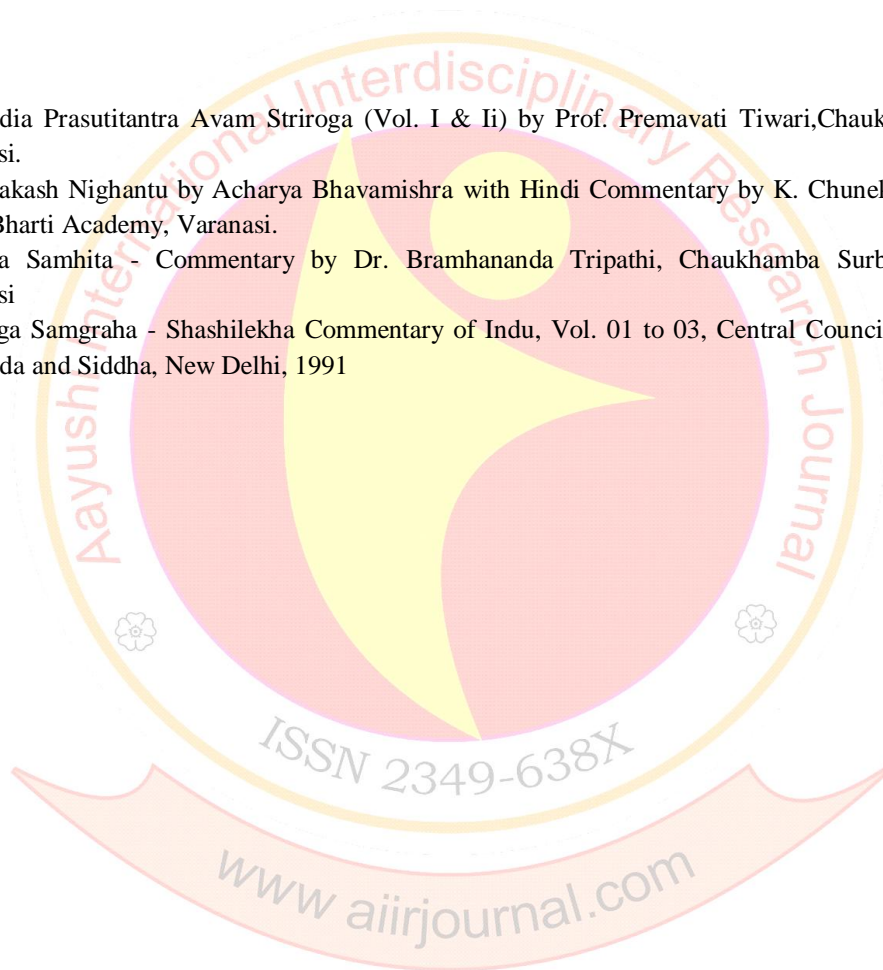 dia Prasutitantra Avam Striroga (Vol. I & Ii) by Prof. Premavati Tiwari,Chauk
si.
akash Nighantu by Acharya Bhavamishra with Hindi Commentary by K. Chunel
Bharti Academy, Varanasi.
a Samhita - Commentary by Dr. Bramhananda Tripathi, Chaukhamba Surb
si
ga Samgraha - Shashilekha Commentary of Indu, Vol. 01 to 03, Central Counci
da and Siddha, New Delhi, 1991
Aayushi International Interdisciplinary Research Journal
ISSN 2349-638X
www aiirjournal.com